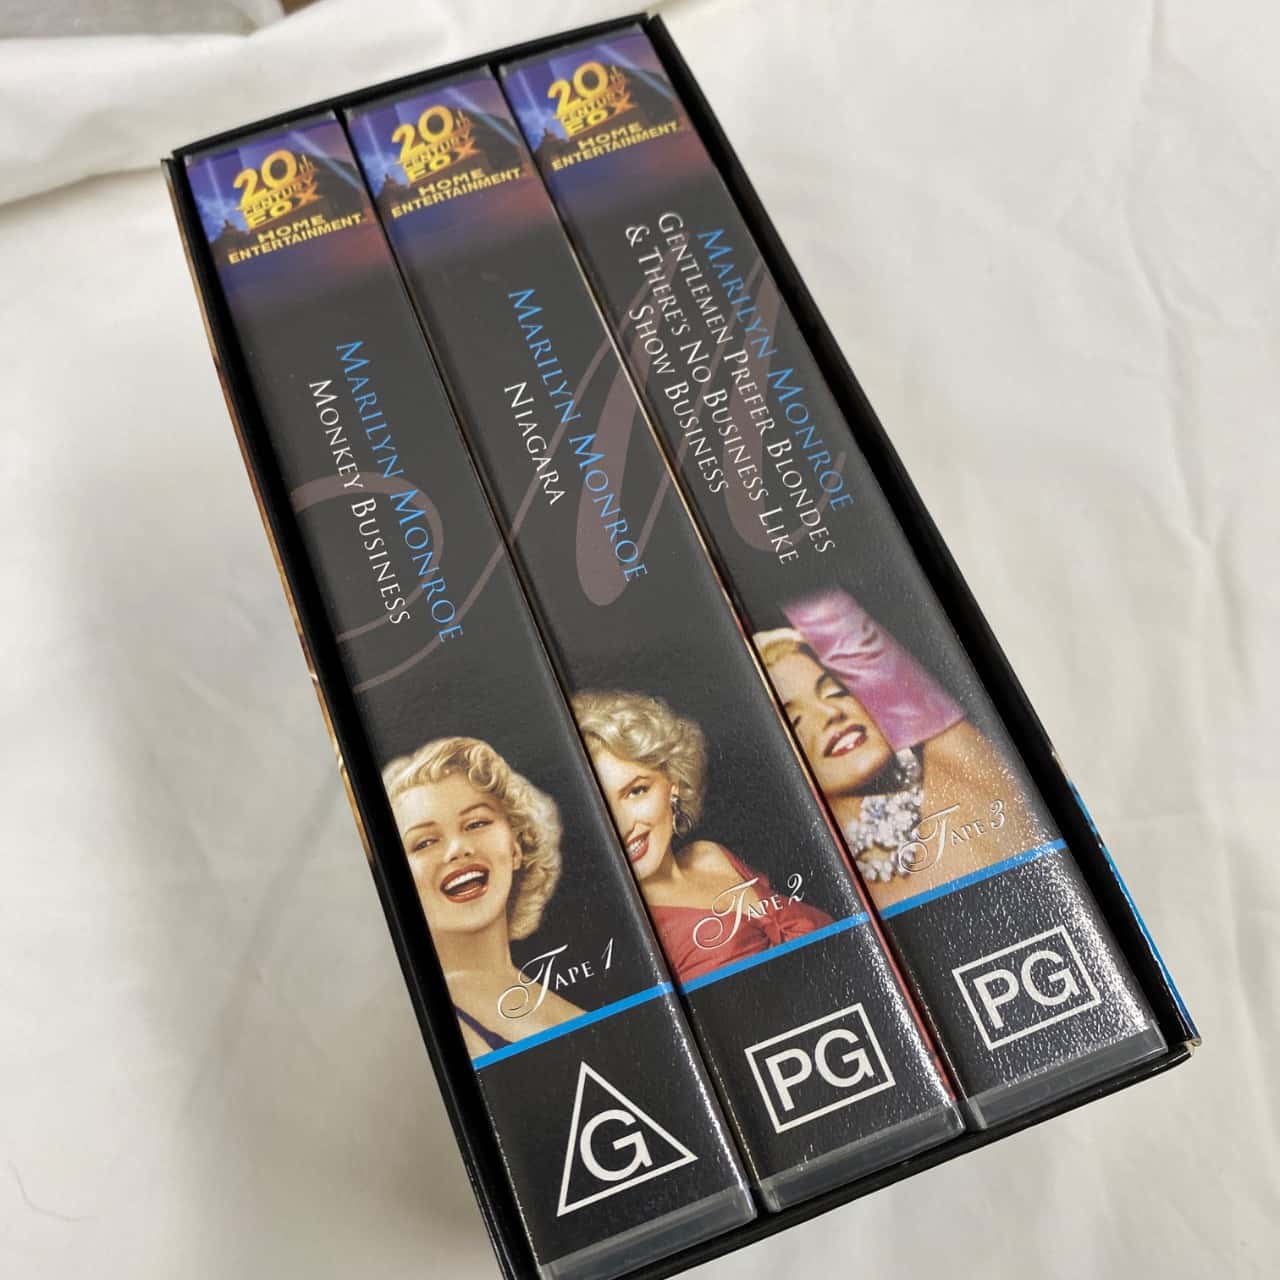 20th
CENTURY
FOX
HOME
ENTERTAINMENT
MARILYN MONROE
MONKEY BUSINESS
TAPE 1
G
20th
CENTURY
FOX
HOME
ENTERTAINMENT
MARILYN MONROE
NIAGARA
TAPE 2
PG
20th
CENTURY
FOX
HOME
ENTERTAINMENT
MARILYN MONROE
GENTLEMEN PREFER BLONDES
& THERE'S NO BUSINESS LIKE
SHOW BUSINESS
TAPE 3
PG